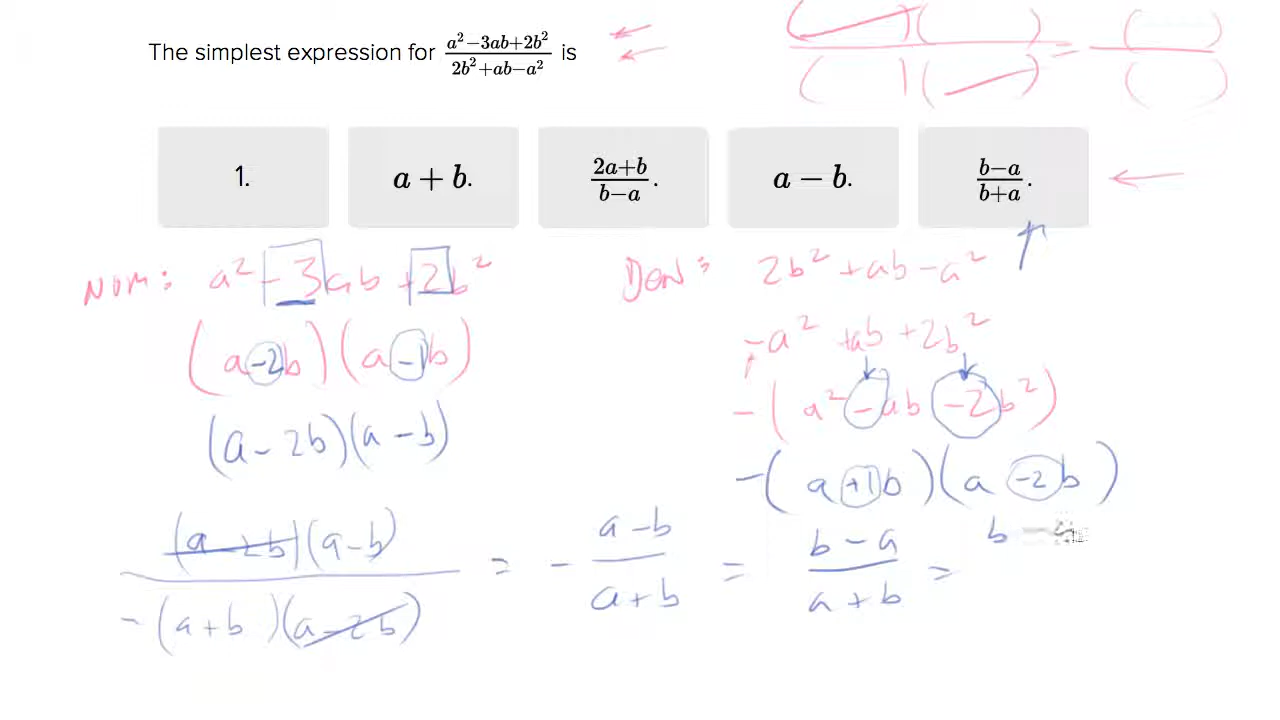 The simplest expression for a²−3ab+2b² / 2b²+ab−a² is
( ) ( ) / ( ) ( ) = ( ) / ( )
1. a + b. 2a+b / b−a . a − b. b−a / b+a .
NUM: a² − 3ab + 2b² DEN: 2b² + ab − a²
−a² +ab + 2b²
(a −2b)(a −1b)
−(a² − ab −2b²)
(a − 2b)(a − b)
−(a +1b)(a −2b)
(a − 2b)(a−b) / −(a+b)(a−2b) = − a−b / a+b = b−a / a+b = b −